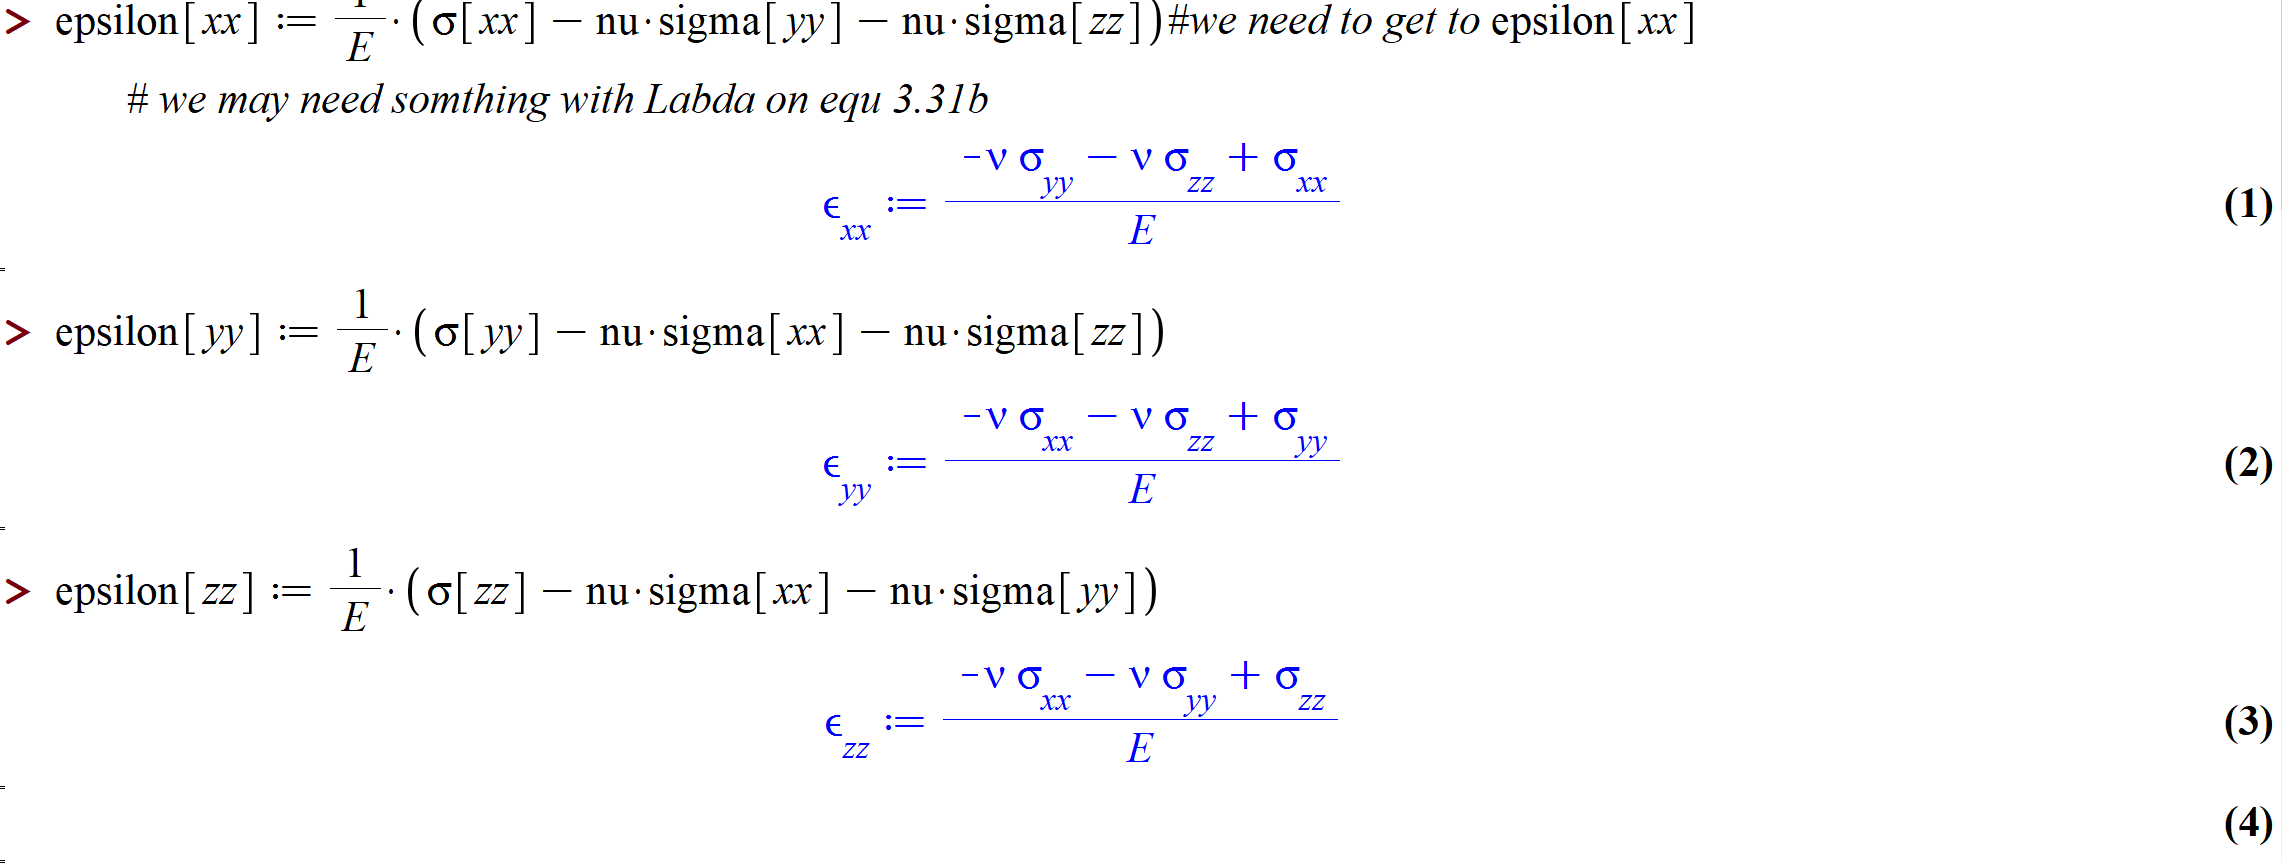 > epsilon[xx] := 1/E · (σ[xx] − nu·sigma[yy] − nu·sigma[zz]) #we need to get to epsilon[xx]
# we may need somthing with Labda on equ 3.31b
ϵ_xx := (-ν σ_yy − ν σ_zz + σ_xx)/E (1)
> epsilon[yy] := 1/E · (σ[yy] − nu·sigma[xx] − nu·sigma[zz])
ϵ_yy := (-ν σ_xx − ν σ_zz + σ_yy)/E (2)
> epsilon[zz] := 1/E · (σ[zz] − nu·sigma[xx] − nu·sigma[yy])
ϵ_zz := (-ν σ_xx − ν σ_yy + σ_zz)/E (3)
(4)